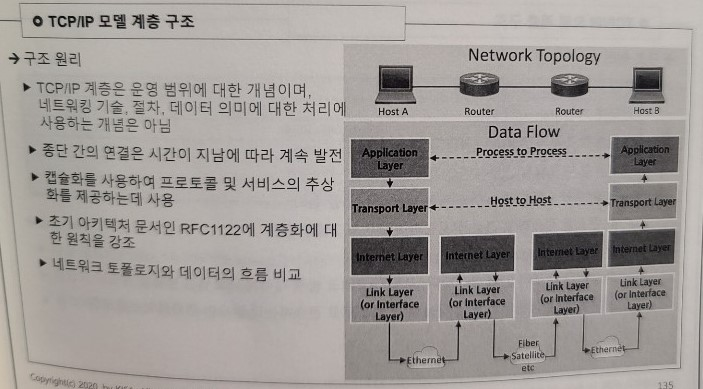 TCP/IP 모델 계층 구조
→ 구조 원리
▶ TCP/IP 계층은 운영 범위에 대한 개념이며,
네트워킹 기술, 절차, 데이터 의미에 대한 처리에
사용하는 개념은 아님
▶ 종단 간의 연결은 시간이 지남에 따라 계속 발전
▶ 캡슐화를 사용하여 프로토콜 및 서비스의 추상
화를 제공하는데 사용
▶ 초기 아키텍처 문서인 RFC1122에 계층화에 대
한 원칙을 강조
▶ 네트워크 토폴로지와 데이터의 흐름 비교
Network Topology
Host A
Router
Router
Host B
Data Flow
Application
Layer
Process to Process
Application
Layer
Transport Layer
Host to Host
Transport Layer
Internet Layer
Internet Layer
Internet Layer
Internet Layer
Link Layer
(or Interface
Layer)
Link Layer
(or Interface
Layer)
Link Layer
(or Interface
Layer)
Link Layer
(or Interface
Layer)
Ethernet
Fiber
Satellite
etc
Ethernet
Copyright(c) 2020 by
135